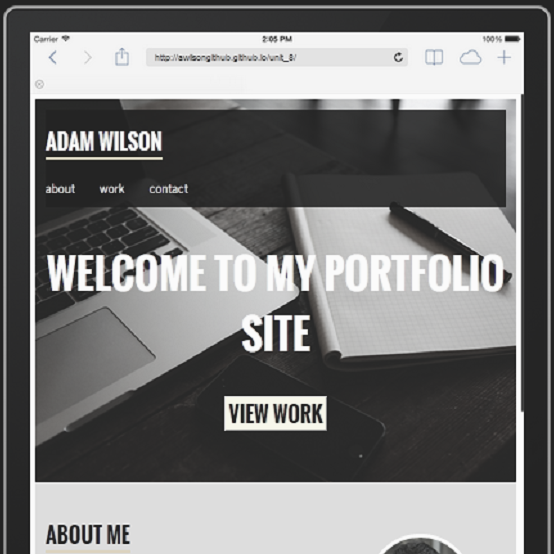 Carrier 2:05 PM 100%
http://awilsongithub.github.io/unit_8/
ADAM WILSON
about work contact
WELCOME TO MY PORTFOLIO
SITE
VIEW WORK
ABOUT ME